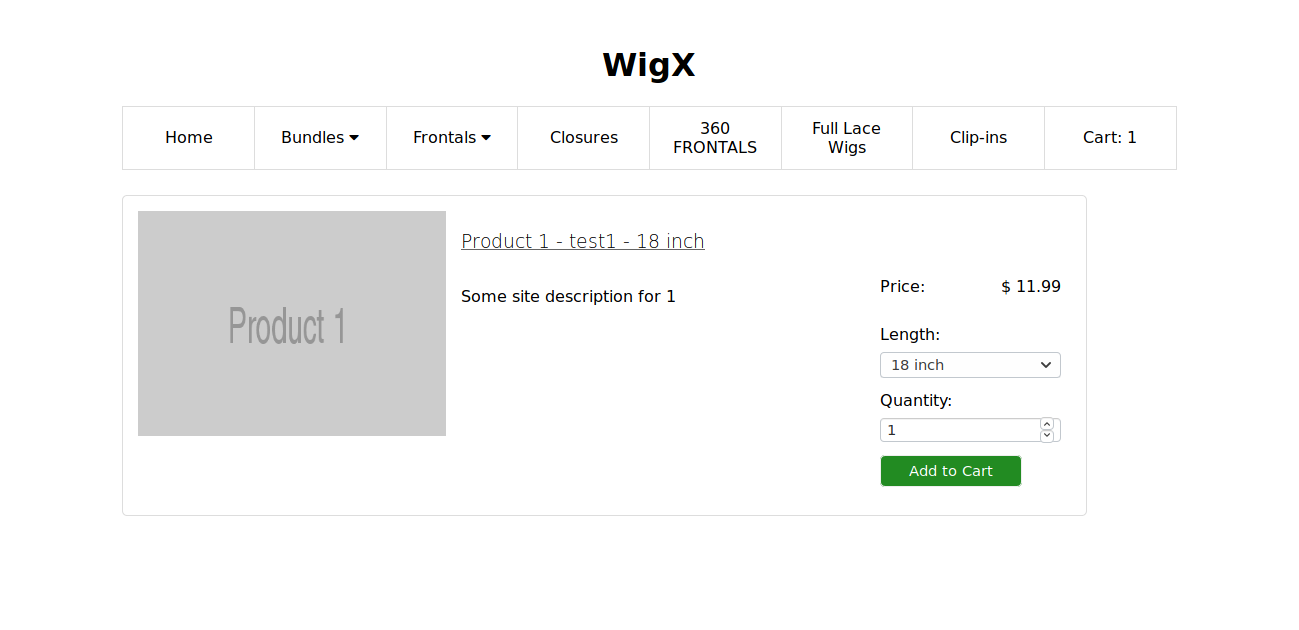 WigX
Home
Bundles
Frontals
Closures
360
FRONTALS
Full Lace
Wigs
Clip-ins
Cart: 1
Product 1
Product 1 - test1 - 18 inch
Some site description for 1
Price: $ 11.99
Length:
18 inch
Quantity:
1
Add to Cart